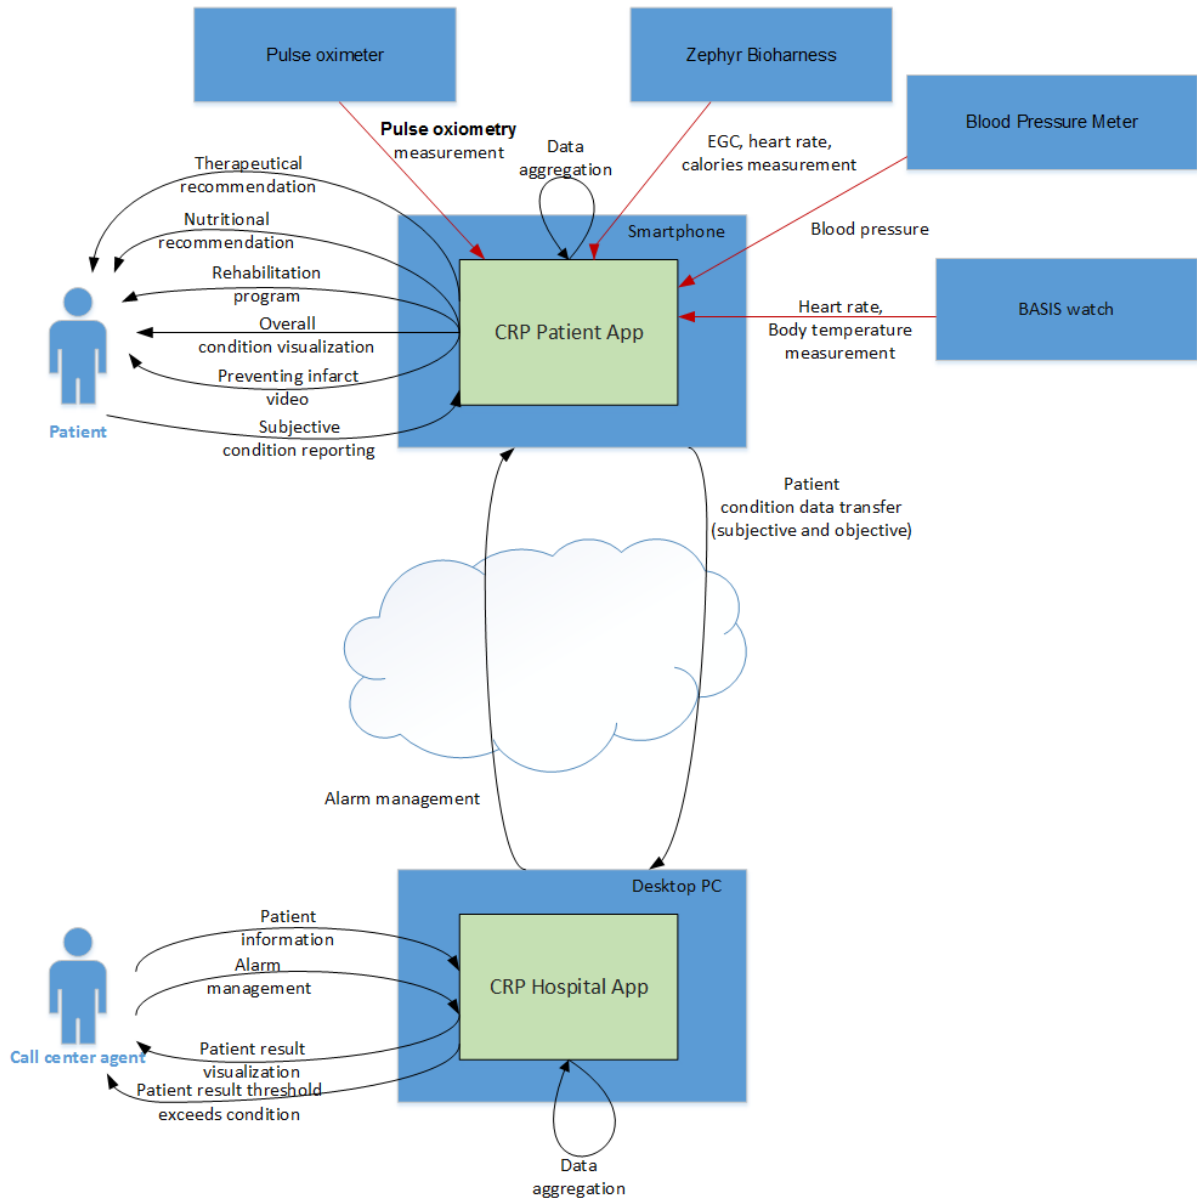 Pulse oximeter
Zephyr Bioharness
Blood Pressure Meter
Pulse oxiometry
measurement
Data
aggregation
EGC, heart rate,
calories measurement
Therapeutical
recommendation
Nutritional
recommendation
Smartphone
Blood pressure
Rehabilitation
program
Overall
condition visualization
CRP Patient App
Heart rate,
Body temperature
measurement
BASIS watch
Preventing infarct
video
Subjective
condition reporting
Patient
Patient
condition data transfer
(subjective and objective)
Alarm management
Desktop PC
Patient
information
Alarm
management
CRP Hospital App
Call center agent
Patient result
visualization
Patient result threshold
exceeds condition
Data
aggregation